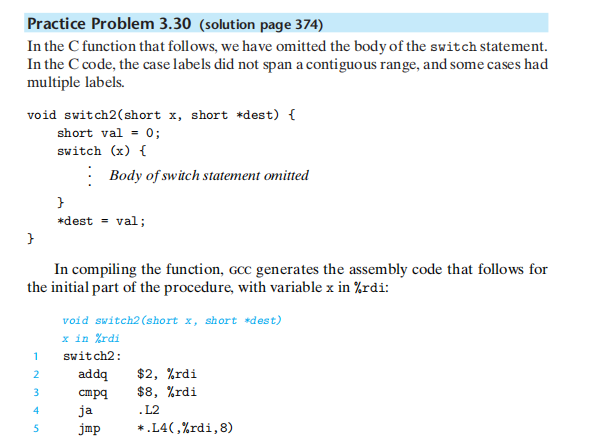 Practice Problem 3.30 (solution page 374)
In the C function that follows, we have omitted the body of the switch statement.
In the C code, the case labels did not span a contiguous range, and some cases had
multiple labels.
void switch2(short x, short *dest) {
short val = 0;
switch (x) {
⋮ Body of switch statement omitted
}
*dest = val;
}
In compiling the function, GCC generates the assembly code that follows for
the initial part of the procedure, with variable x in %rdi:
void switch2(short x, short *dest)
x in %rdi
1 switch2:
2 addq $2, %rdi
3 cmpq $8, %rdi
4 ja .L2
5 jmp *.L4(,%rdi,8)